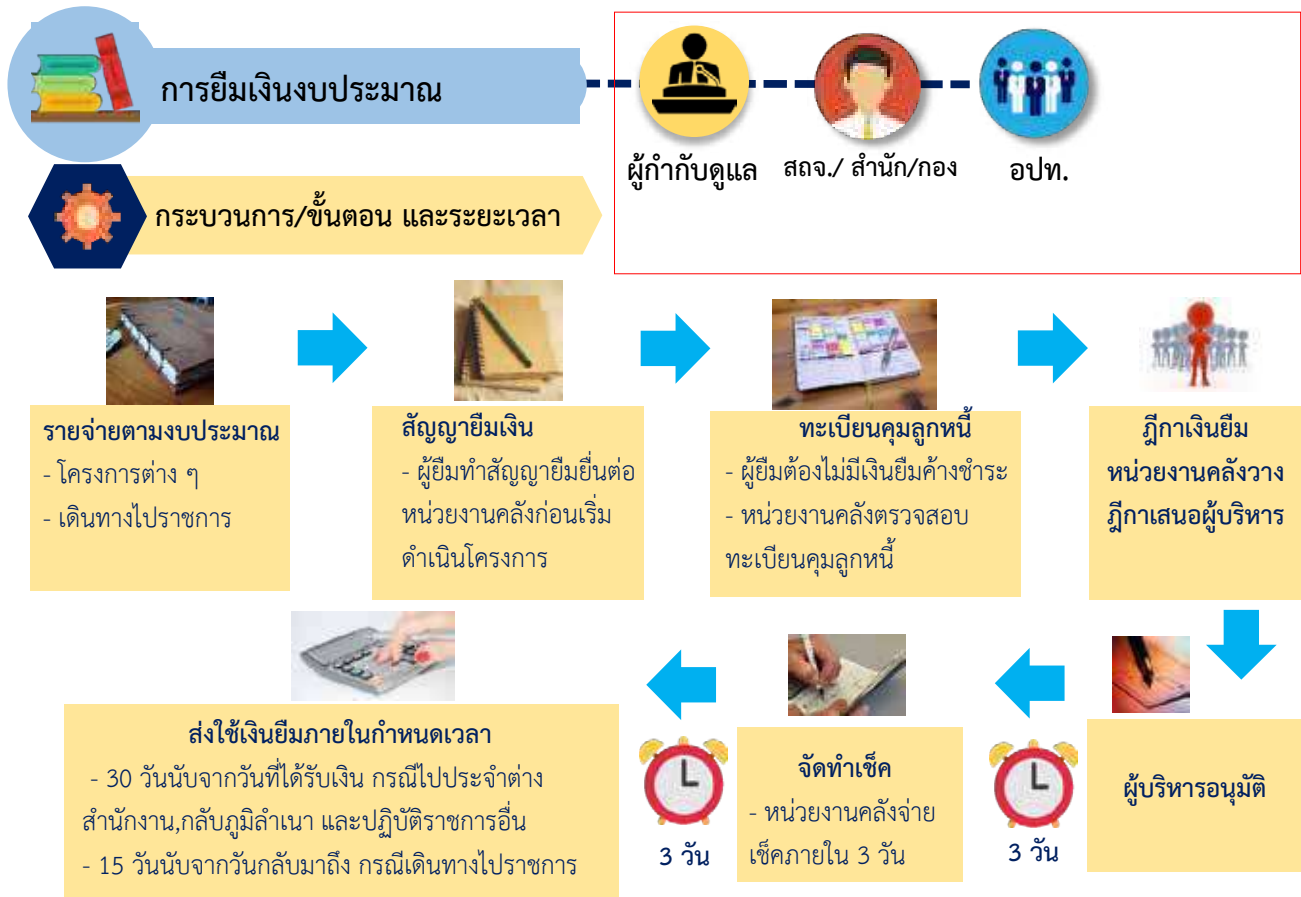 การยืมเงินงบประมาณ
ผู้กำกับดูแล
สถจ./ สำนัก/กอง
อปท.
กระบวนการ/ขั้นตอน และระยะเวลา
รายจ่ายตามงบประมาณ
- โครงการต่าง ๆ
- เดินทางไปราชการ
สัญญายืมเงิน
- ผู้ยืมทำสัญญายืมยื่นต่อ
หน่วยงานคลังก่อนเริ่ม
ดำเนินโครงการ
ทะเบียนคุมลูกหนี้
- ผู้ยืมต้องไม่มีเงินยืมค้างชำระ
- หน่วยงานคลังตรวจสอบ
ทะเบียนคุมลูกหนี้
ฎีกาเงินยืม
หน่วยงานคลังวาง
ฎีกาเสนอผู้บริหาร
ผู้บริหารอนุมัติ
3 วัน
จัดทำเช็ค
- หน่วยงานคลังจ่าย
เช็คภายใน 3 วัน
3 วัน
ส่งใช้เงินยืมภายในกำหนดเวลา
- 30 วันนับจากวันที่ได้รับเงิน กรณีไปประจำต่าง
สำนักงาน,กลับภูมิลำเนา และปฏิบัติราชการอื่น
- 15 วันนับจากวันกลับมาถึง กรณีเดินทางไปราชการ